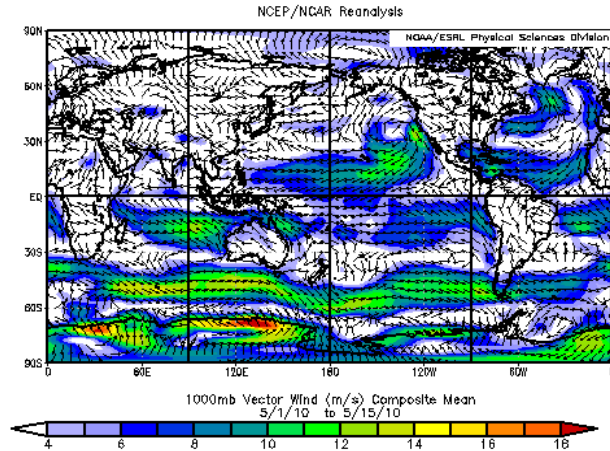 NCEP/NCAR Reanalysis
NOAA/ESRL Physical Sciences Division
90N
60N
30N
EQ
30S
60S
90S
0 60E 120E 180 120W 60W 0
1000mb Vector Wind (m/s) Composite Mean
5/1/10 to 5/15/10
4 6 8 10 12 14 16 18